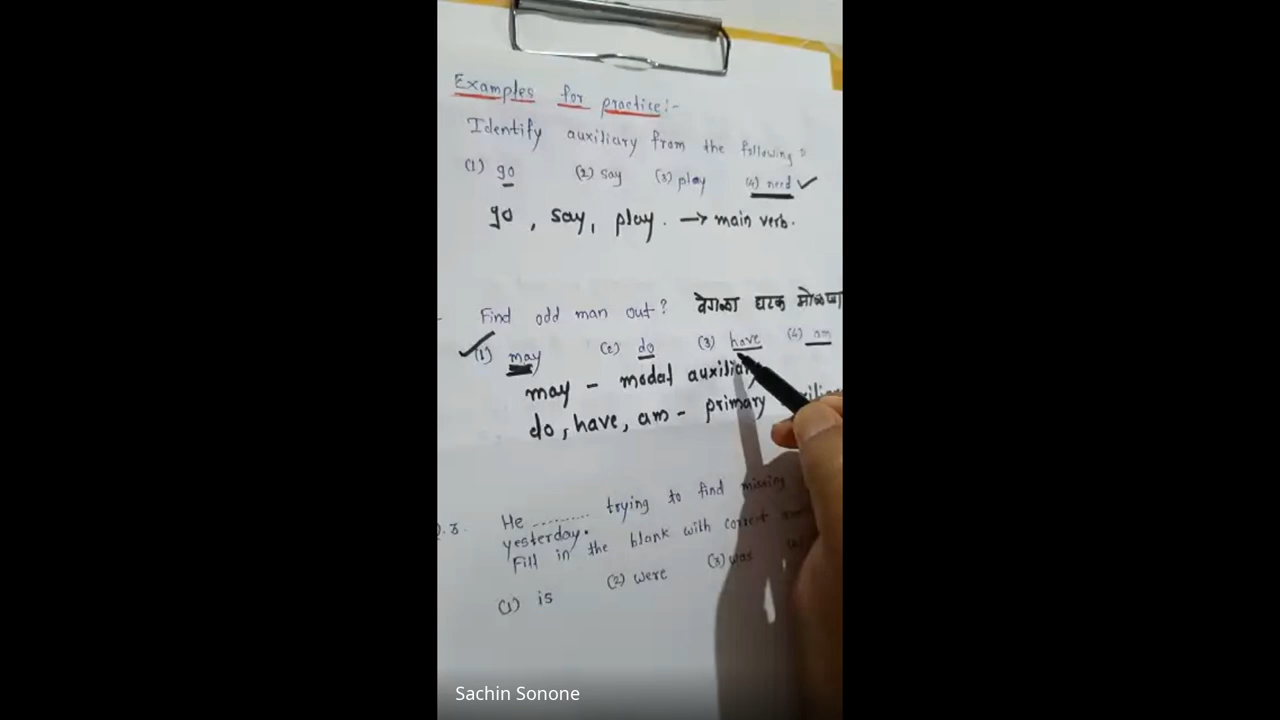 Examples for practice:-
Identify auxiliary from the following?
(1) go (2) say (3) play (4) need ✓
go, say, play. → main verb.
Find odd man out? वेगळा घटक
(1) may (2) do (3) have (4) am
may - modal auxiliary
do, have, am - primary
He .......... trying to find missing
yesterday.
Fill in the blank with correct
(1) is (2) were (3) was
Sachin Sonone